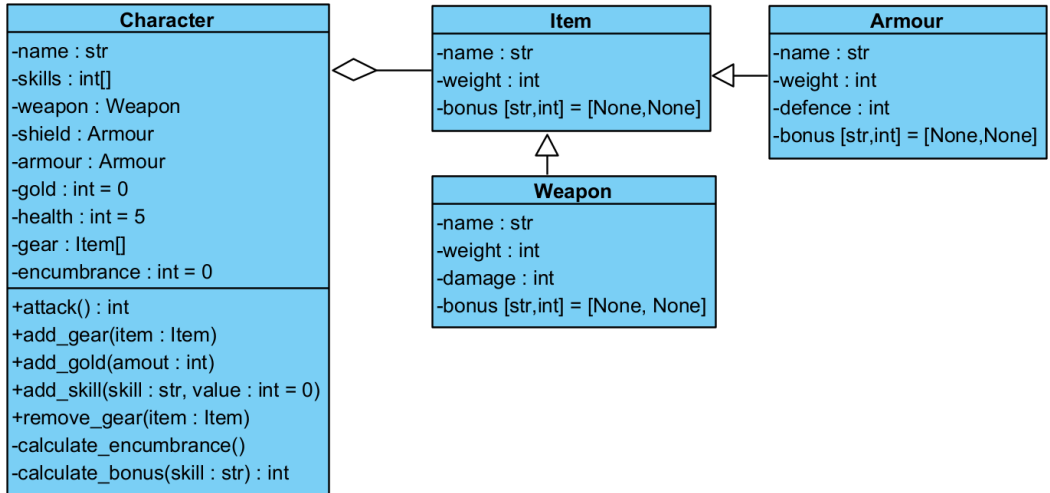 Character
-name : str
-skills : int[]
-weapon : Weapon
-shield : Armour
-armour : Armour
-gold : int = 0
-health : int = 5
-gear : Item[]
-encumbrance : int = 0
+attack() : int
+add_gear(item : Item)
+add_gold(amout : int)
+add_skill(skill : str, value : int = 0)
+remove_gear(item : Item)
-calculate_encumbrance()
-calculate_bonus(skill : str) : int
Item
-name : str
-weight : int
-bonus [str,int] = [None,None]
Armour
-name : str
-weight : int
-defence : int
-bonus [str,int] = [None,None]
Weapon
-name : str
-weight : int
-damage : int
-bonus [str,int] = [None, None]